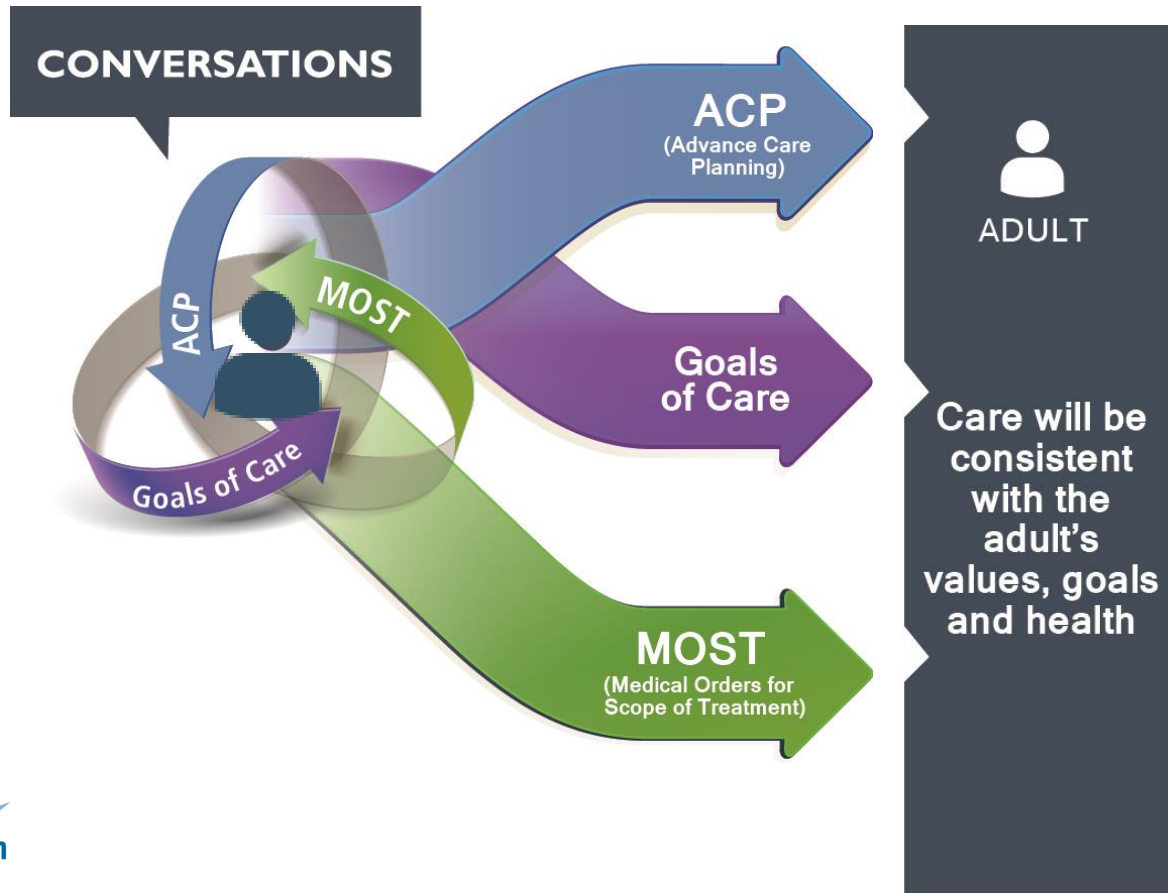 CONVERSATIONS
ACP
(Advance Care
Planning)
ACP
MOST
Goals of Care
Goals
of Care
MOST
(Medical Orders for
Scope of Treatment)
ADULT
Care will be
consistent
with the
adult's
values, goals
and health